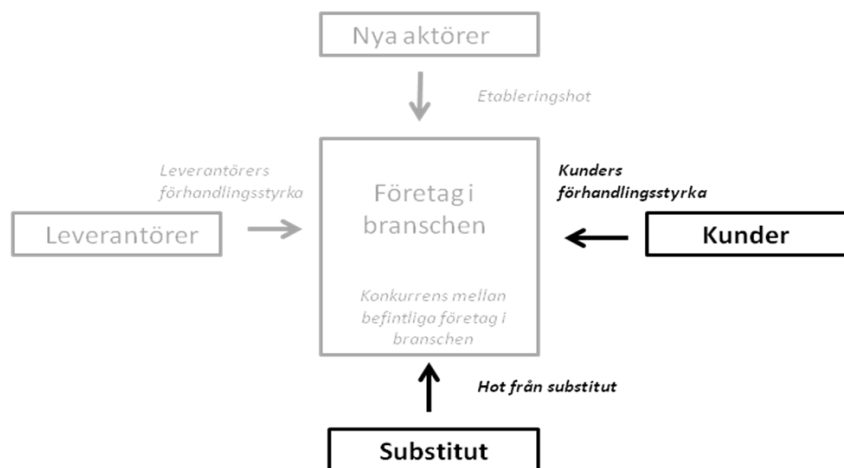 Nya aktörer
Etableringshot
Leverantörers
förhandlingsstyrka
Kunders
förhandlingsstyrka
Företag i
branschen
Leverantörer
Kunder
Konkurrens mellan
befintliga företag i
branschen
Hot från substitut
Substitut